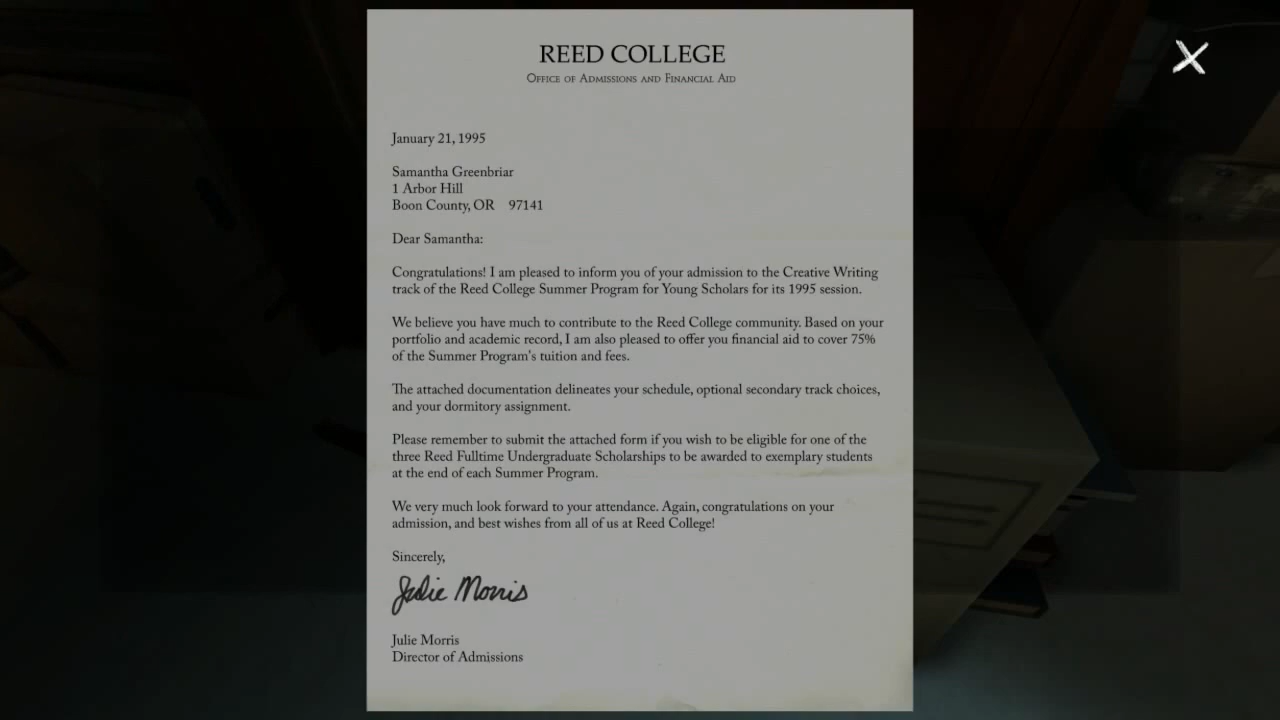 REED COLLEGE
Office of Admissions and Financial Aid
January 21, 1995
Samantha Greenbriar
1 Arbor Hill
Boon County, OR 97141
Dear Samantha:
Congratulations! I am pleased to inform you of your admission to the Creative Writing
track of the Reed College Summer Program for Young Scholars for its 1995 session.
We believe you have much to contribute to the Reed College community. Based on your
portfolio and academic record, I am also pleased to offer you financial aid to cover 75%
of the Summer Program's tuition and fees.
The attached documentation delineates your schedule, optional secondary track choices,
and your dormitory assignment.
Please remember to submit the attached form if you wish to be eligible for one of the
three Reed Fulltime Undergraduate Scholarships to be awarded to exemplary students
at the end of each Summer Program.
We very much look forward to your attendance. Again, congratulations on your
admission, and best wishes from all of us at Reed College!
Sincerely,
Julie Morris
Julie Morris
Director of Admissions